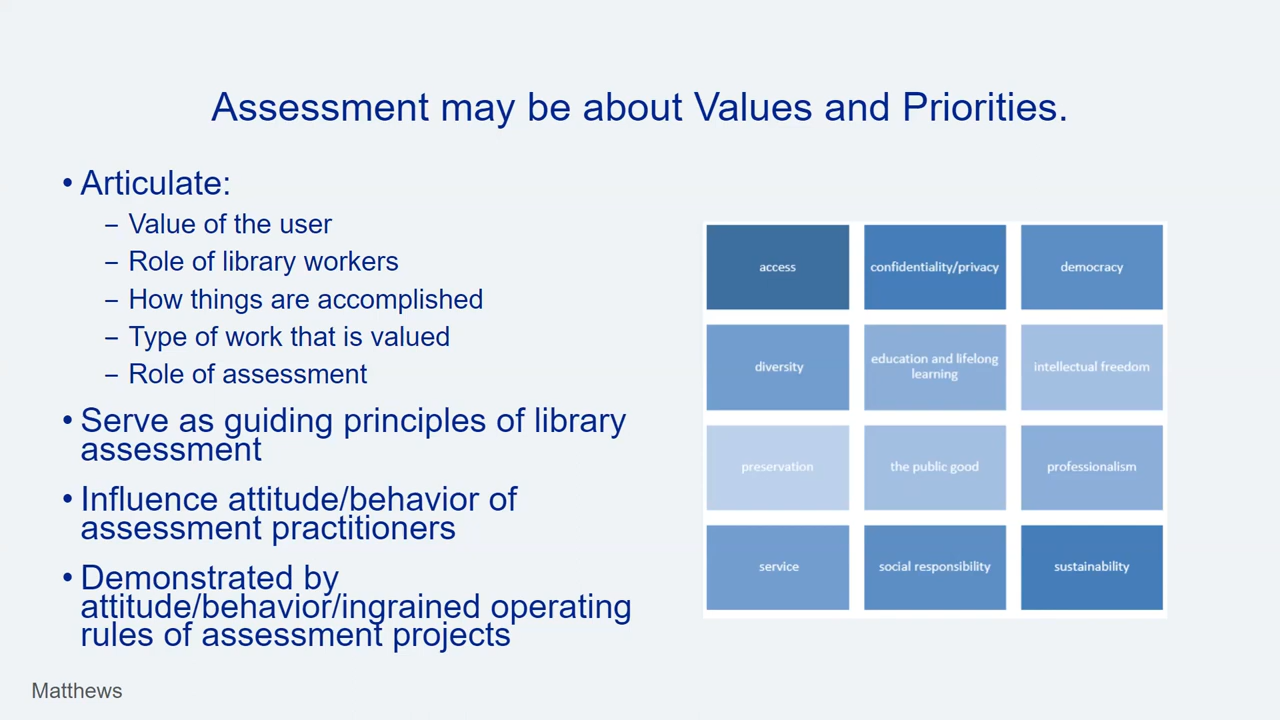 Assessment may be about Values and Priorities.
• Articulate:
– Value of the user
– Role of library workers
– How things are accomplished
– Type of work that is valued
– Role of assessment
• Serve as guiding principles of library
assessment
• Influence attitude/behavior of
assessment practitioners
• Demonstrated by
attitude/behavior/ingrained operating
rules of assessment projects
access
confidentiality/privacy
democracy
diversity
education and lifelong
learning
intellectual freedom
preservation
the public good
professionalism
service
social responsibility
sustainability
Matthews